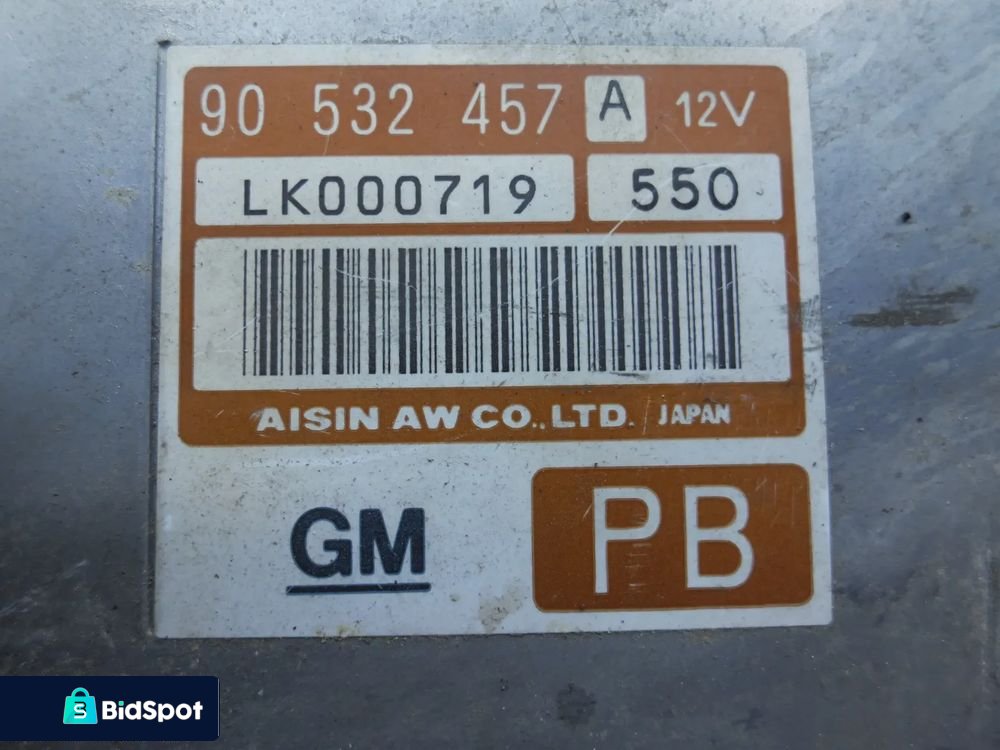 90 532 457 A 12V
LK000719 550
AISIN AW CO.,LTD. JAPAN
GM PB
BidSpot